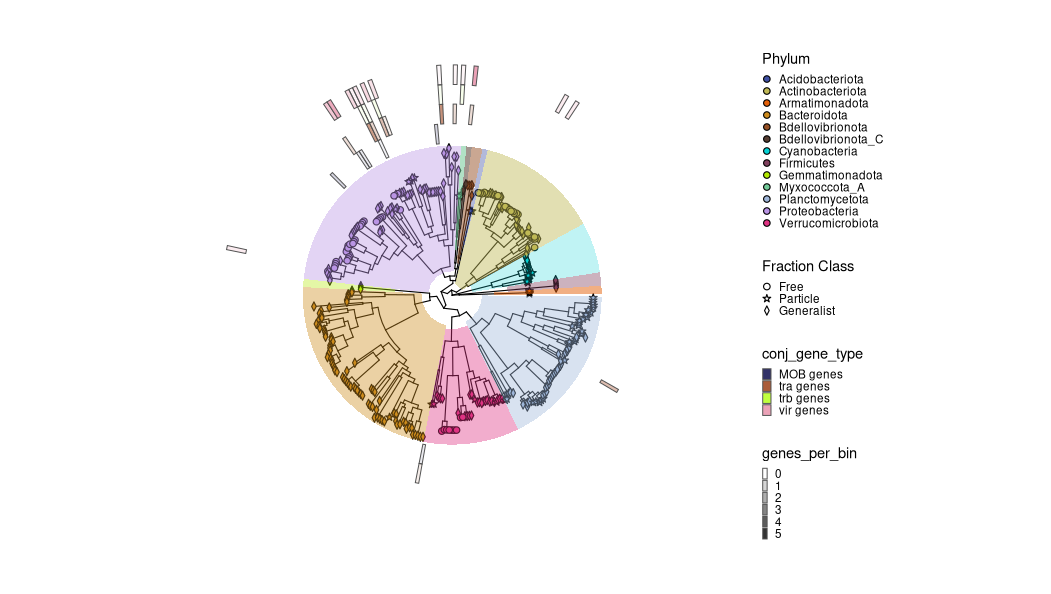 Phylum
Acidobacteriota
Actinobacteriota
Armatimonadota
Bacteroidota
Bdellovibrionota
Bdellovibrionota_C
Cyanobacteria
Firmicutes
Gemmatimonadota
Myxococcota_A
Planctomycetota
Proteobacteria
Verrucomicrobiota
Fraction Class
Free
Particle
Generalist
conj_gene_type
MOB genes
tra genes
trb genes
vir genes
genes_per_bin
0
1
2
3
4
5